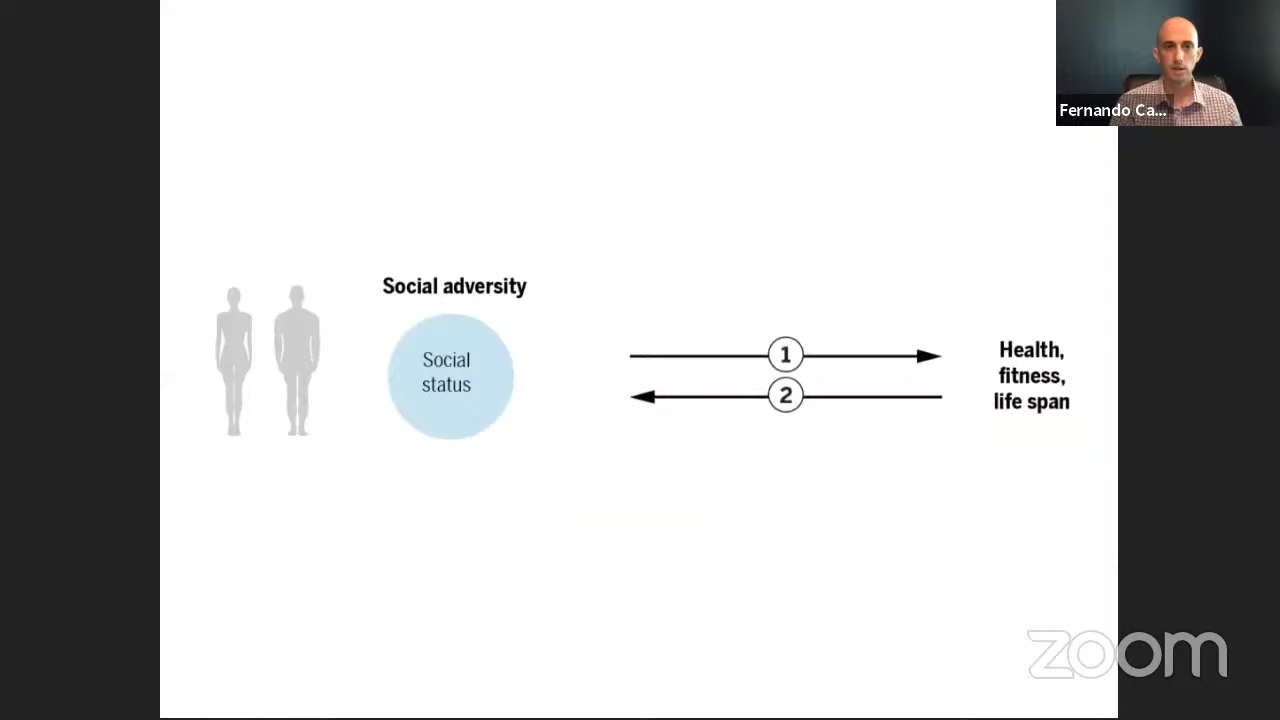 Fernando Ca...
Social adversity
Social
status
1
2
Health,
fitness,
life span
zoom